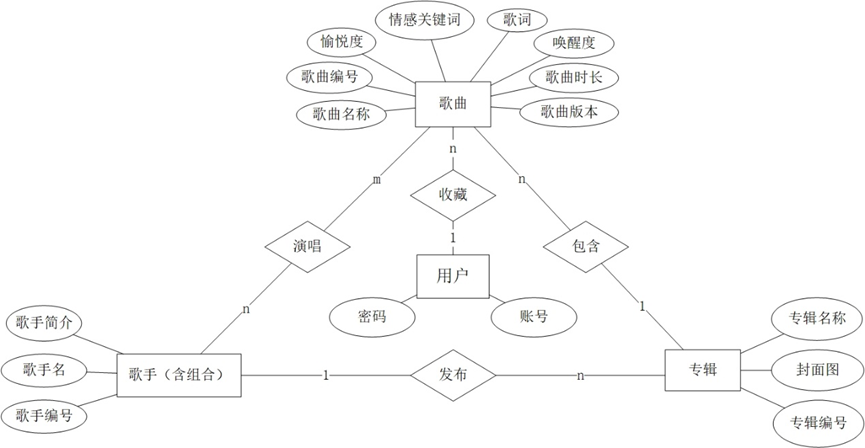 情感关键词
歌词
愉悦度
唤醒度
歌曲编号
歌曲时长
歌曲
歌曲名称
歌曲版本
n
m
n
收藏
1
演唱
包含
用户
密码
账号
n
1
歌手简介
专辑名称
歌手名
歌手（含组合）
1
发布
n
专辑
封面图
歌手编号
专辑编号